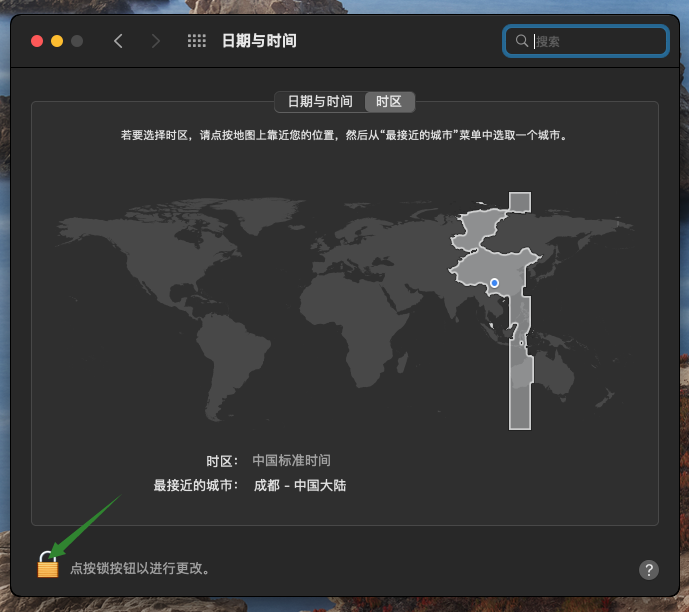 日期与时间
搜索
日期与时间 时区
若要选择时区，请点按地图上靠近您的位置，然后从“最接近的城市”菜单中选取一个城市。
时区： 中国标准时间
最接近的城市： 成都 - 中国大陆
点按锁按钮以进行更改。
?